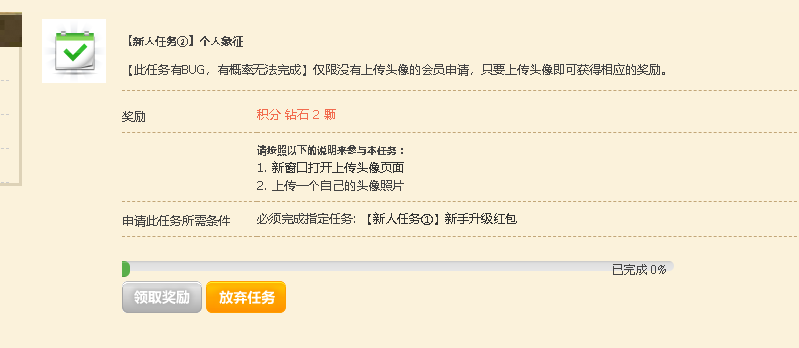 【新人任务②】个人象征
【此任务有BUG，有概率无法完成】仅限没有上传头像的会员申请，只要上传头像即可获得相应的奖励。
奖励
积分 钻石 2 颗
请按照以下的说明来参与本任务：
1. 新窗口打开上传头像页面
2. 上传一个自己的头像照片
申请此任务所需条件
必须完成指定任务: 【新人任务①】新手升级红包
已完成 0%
领取奖励
放弃任务